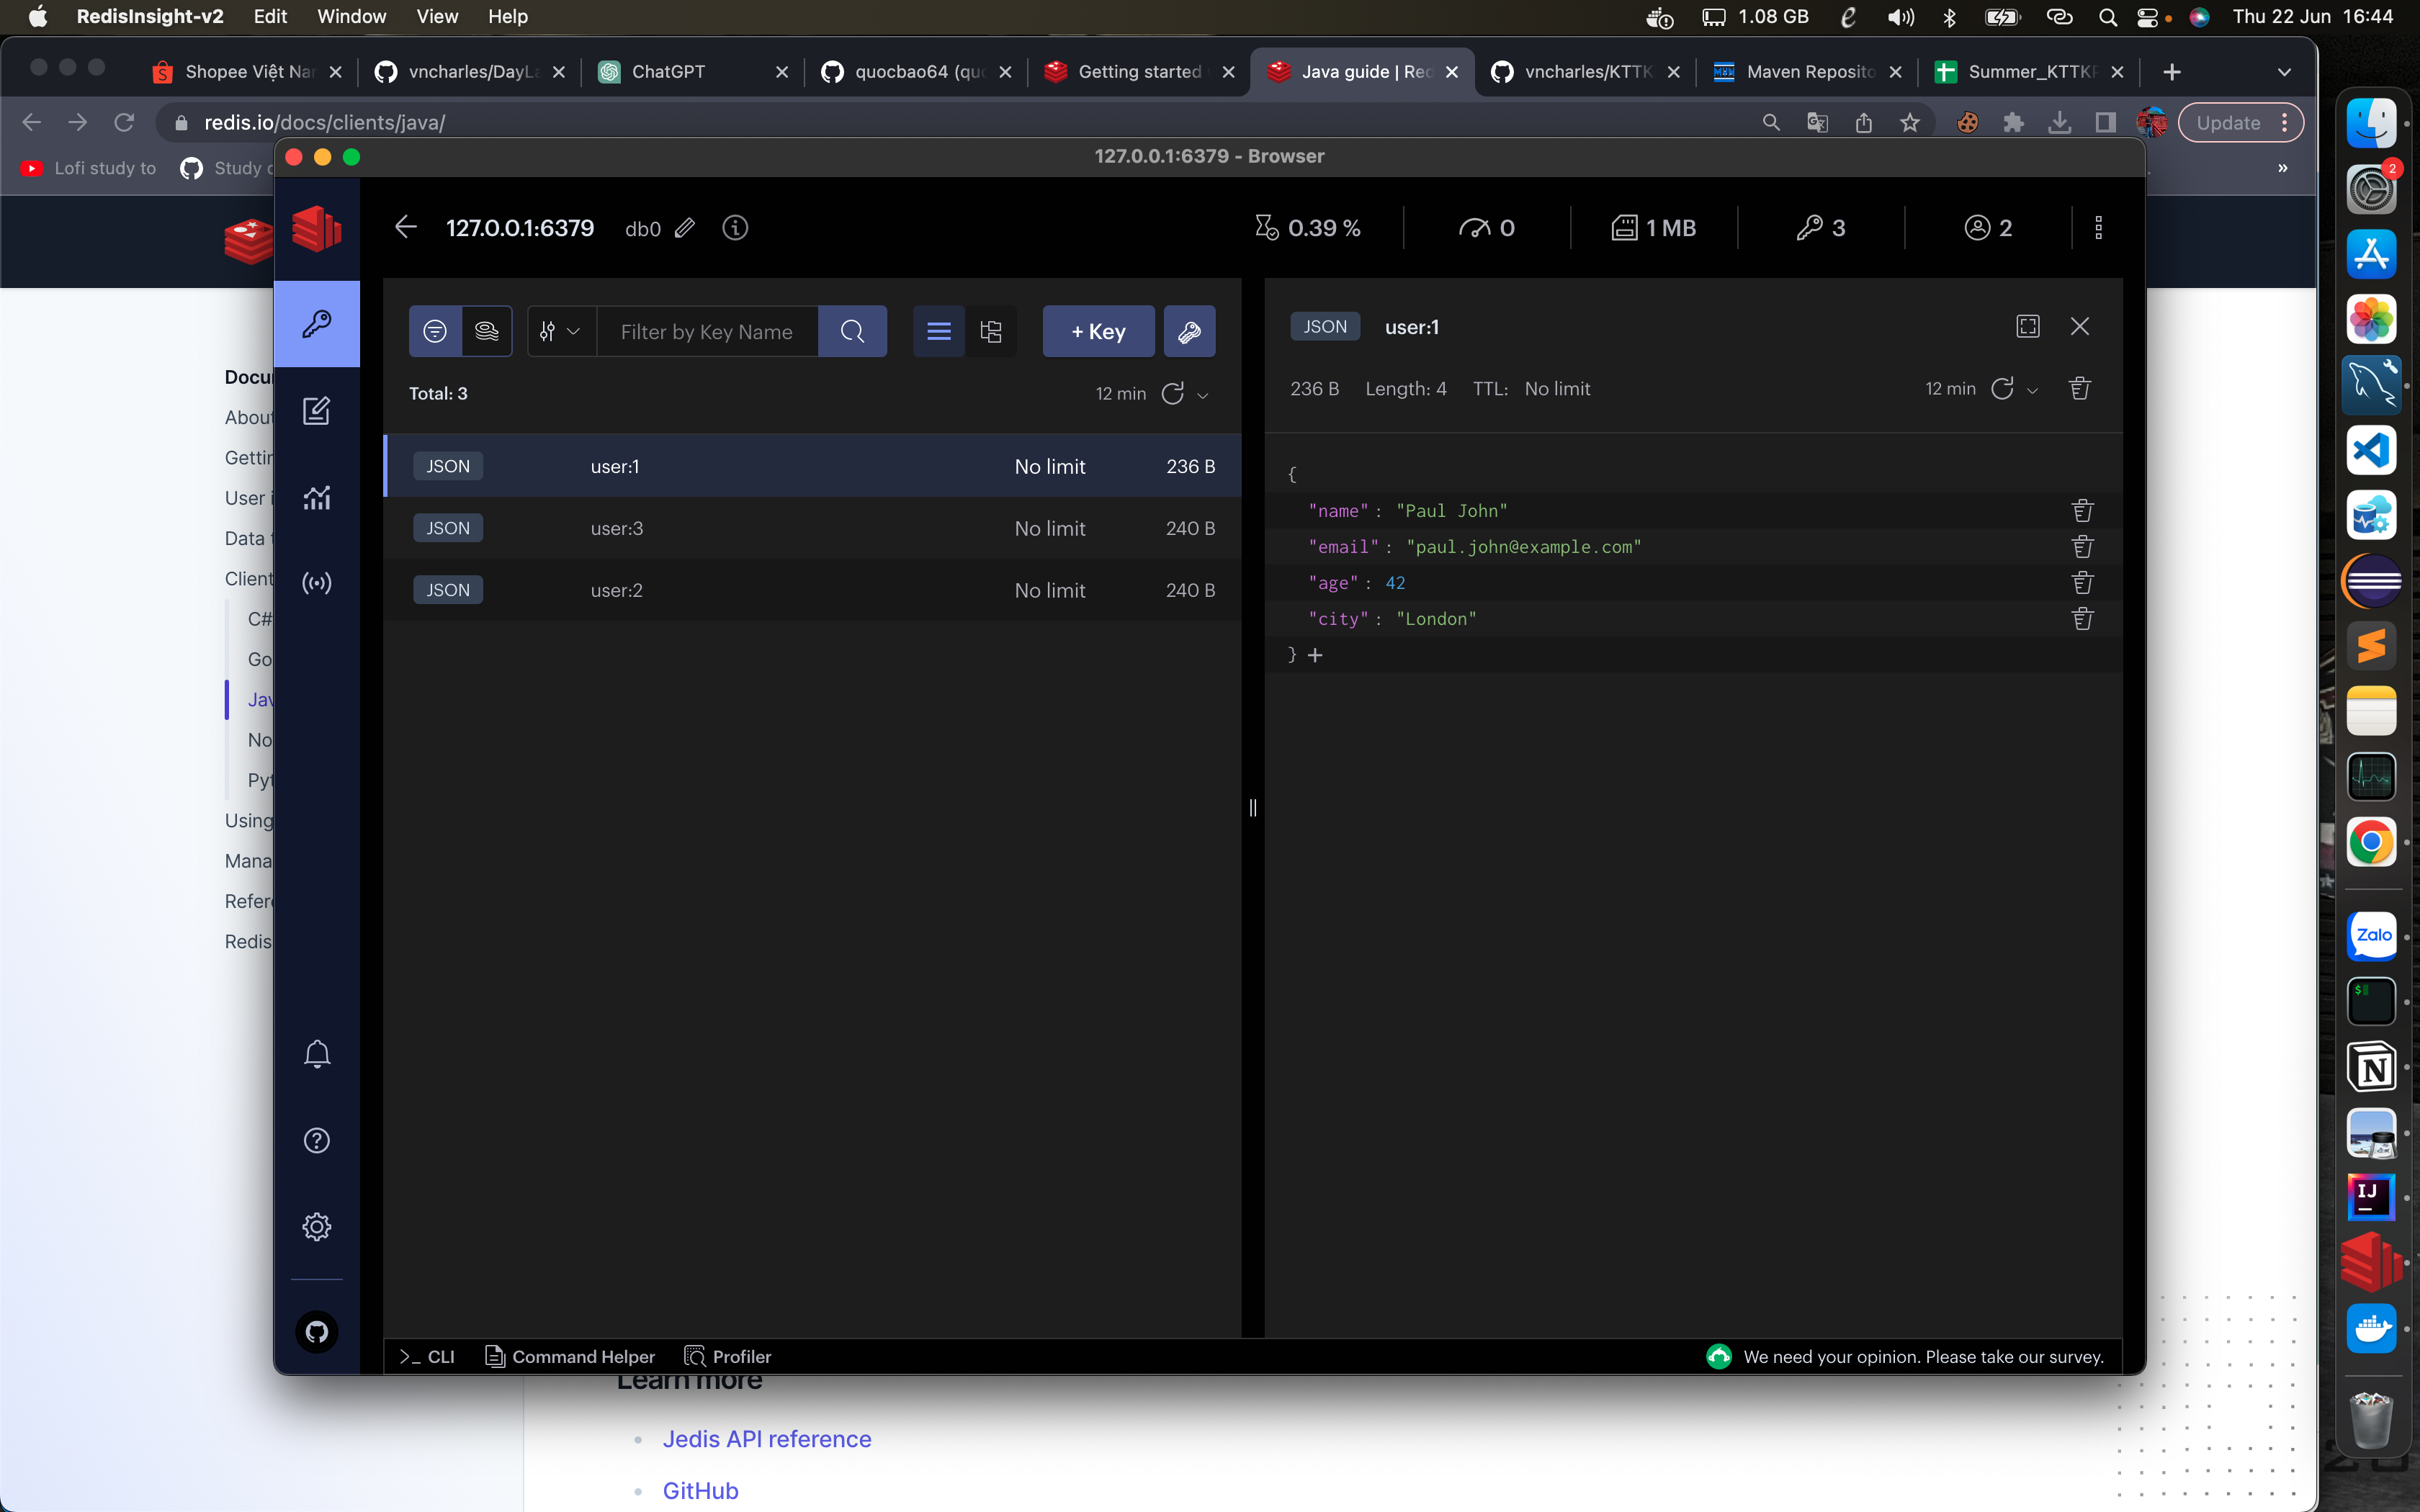 RedisInsight-v2 Edit Window View Help 1.08 GB Thu 22 Jun 16:44
Shopee Việt Nar vncharles/DayLa ChatGPT quocbao64 (quo Getting started Java guide | Red vncharles/KTTK Maven Reposito Summer_KTTKP
redis.io/docs/clients/java/ Update
Lofi study to Study »
127.0.0.1:6379 - Browser
127.0.0.1:6379 db0 0.39 % 0 1 MB 3 2
Filter by Key Name + Key
Total: 3 12 min
JSON user:1 No limit 236 B
JSON user:3 No limit 240 B
JSON user:2 No limit 240 B
JSON user:1
236 B Length: 4 TTL: No limit 12 min
{
"name" : "Paul John"
"email" : "paul.john@example.com"
"age" : 42
"city" : "London"
} +
Docu
About
Gettin
User i
Data t
Client
C#
Go
Jav
No
Pyt
Using
Mana
Refere
Redis
>_ CLI Command Helper Profiler We need your opinion. Please take our survey.
Learn more
Jedis API reference
GitHub
2
Zalo
$
N
IJ